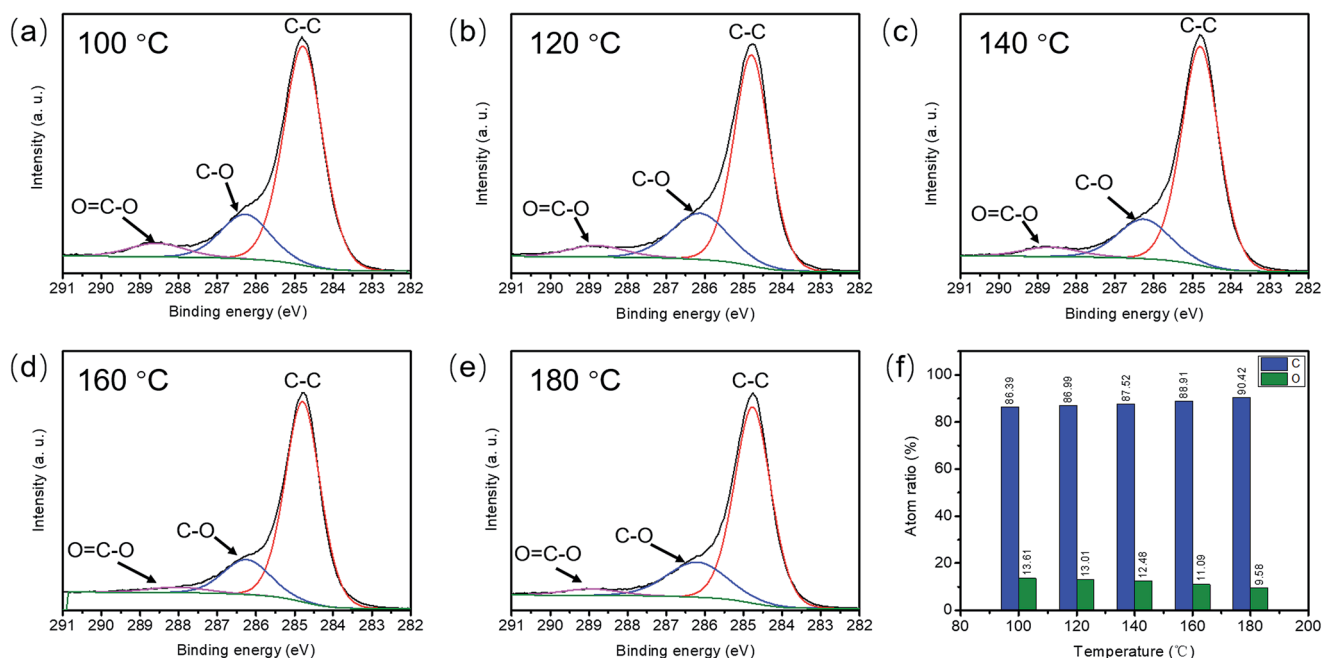 (a)
100 °C
C-C
C-O
O=C-O
Intensity (a. u.)
291 290 289 288 287 286 285 284 283 282
Binding energy (eV)
(b)
120 °C
C-C
C-O
O=C-O
Intensity (a. u.)
291 290 289 288 287 286 285 284 283 282
Binding energy (eV)
(c)
140 °C
C-C
C-O
O=C-O
Intensity (a. u.)
291 290 289 288 287 286 285 284 283 282
Binding energy (eV)
(d)
160 °C
C-C
C-O
O=C-O
Intensity (a. u.)
291 290 289 288 287 286 285 284 283 282
Binding energy (eV)
(e)
180 °C
C-C
C-O
O=C-O
Intensity (a. u.)
291 290 289 288 287 286 285 284 283 282
Binding energy (eV)
(f)
C
O
Atom ratio (%)
100
80
60
40
20
0
86.39
86.99
87.52
88.91
90.42
13.61
13.01
12.48
11.09
9.58
80 100 120 140 160 180 200
Temperature (℃)